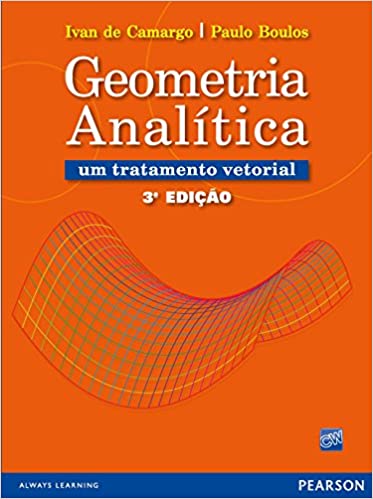 Ivan de Camargo | Paulo Boulos
Geometria
Analítica
um tratamento vetorial
3ª EDIÇÃO
CW
ALWAYS LEARNING
PEARSON